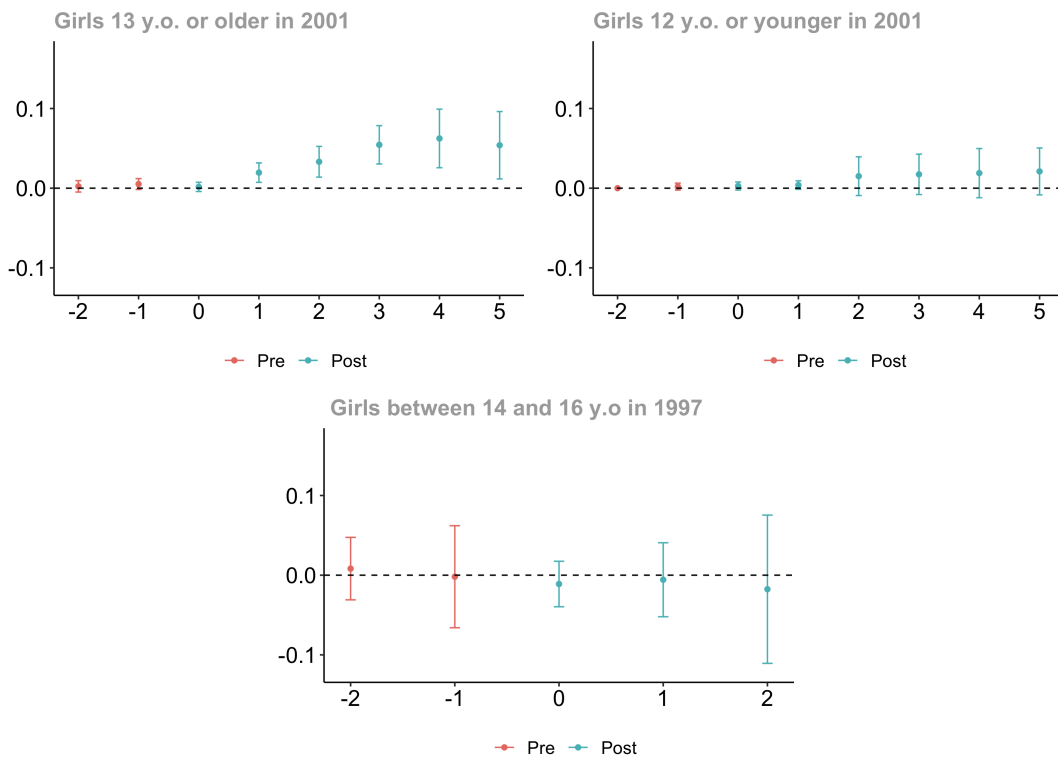 Girls 13 y.o. or older in 2001
0.1
0.0
-0.1
-2 -1 0 1 2 3 4 5
Pre Post
Girls 12 y.o. or younger in 2001
0.1
0.0
-0.1
-2 -1 0 1 2 3 4 5
Pre Post
Girls between 14 and 16 y.o in 1997
0.1
0.0
-0.1
-2 -1 0 1 2
Pre Post